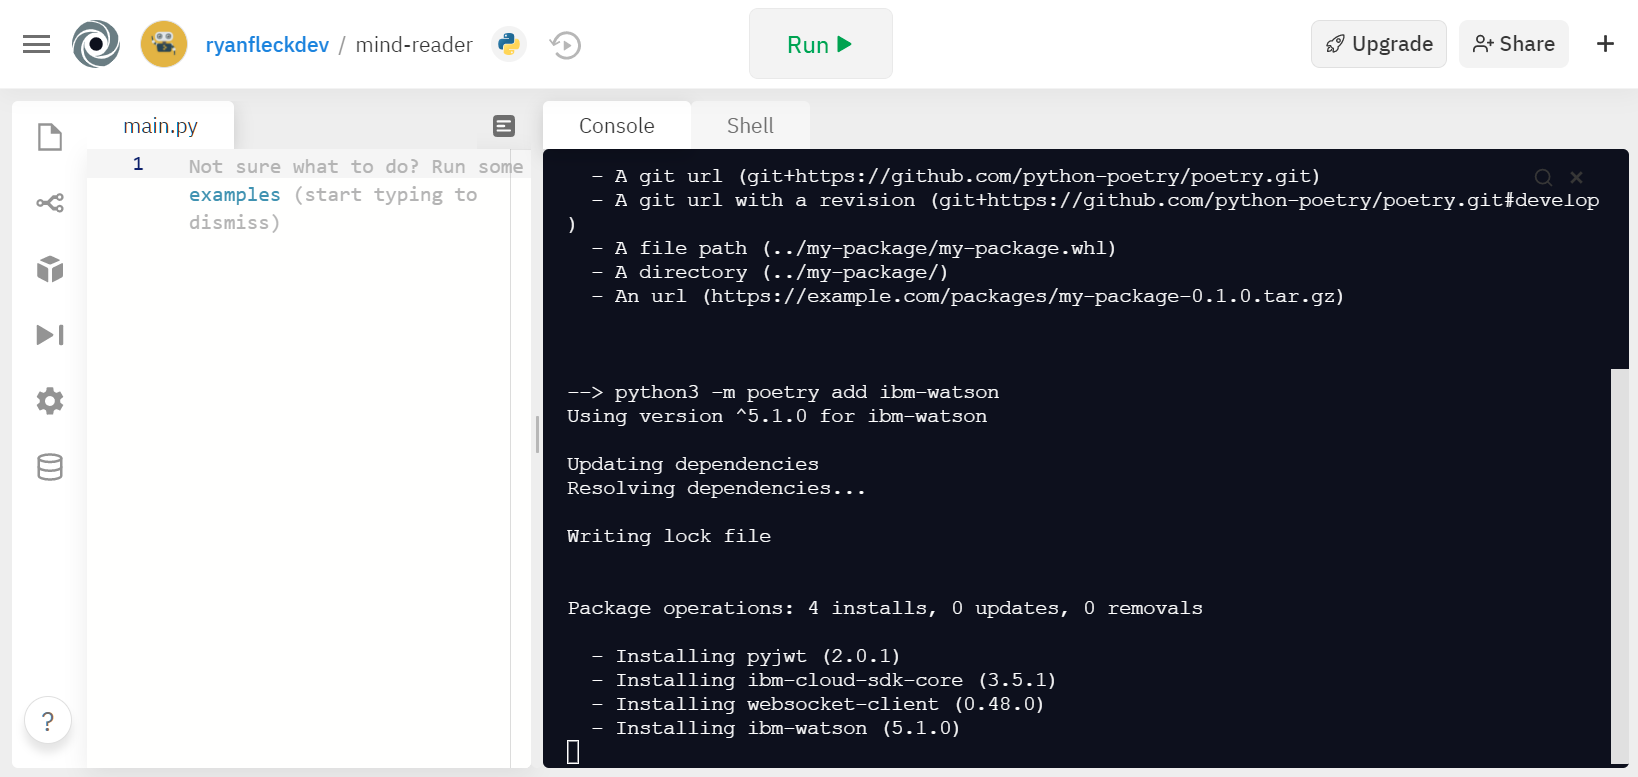 ryanfleckdev / mind-reader
Run
Upgrade
Share
+
main.py
1
Not sure what to do? Run some
examples (start typing to
dismiss)
?
Console
Shell
- A git url (git+https://github.com/python-poetry/poetry.git)
- A git url with a revision (git+https://github.com/python-poetry/poetry.git#develop
)
- A file path (../my-package/my-package.whl)
- A directory (../my-package/)
- An url (https://example.com/packages/my-package-0.1.0.tar.gz)
--> python3 -m poetry add ibm-watson
Using version ^5.1.0 for ibm-watson
Updating dependencies
Resolving dependencies...
Writing lock file
Package operations: 4 installs, 0 updates, 0 removals
- Installing pyjwt (2.0.1)
- Installing ibm-cloud-sdk-core (3.5.1)
- Installing websocket-client (0.48.0)
- Installing ibm-watson (5.1.0)